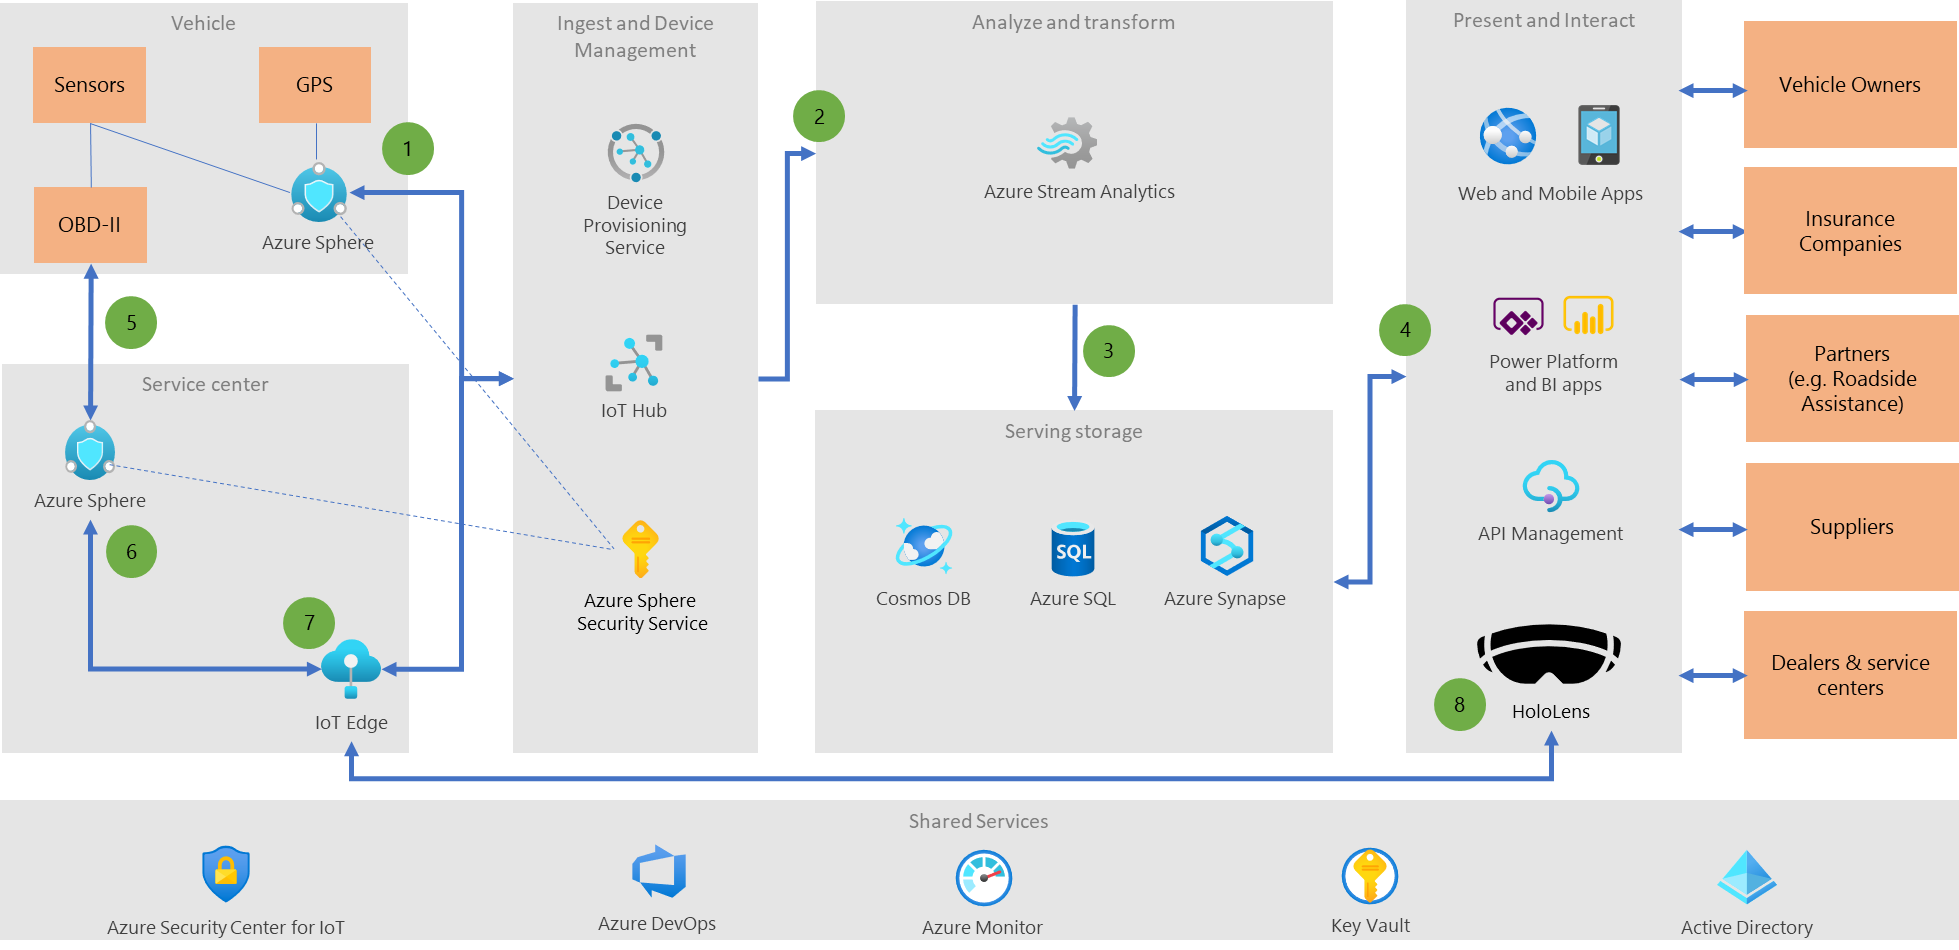 Vehicle
Sensors
GPS
1
OBD-II
Azure Sphere
5
Service center
Azure Sphere
6
7
IoT Edge
Ingest and Device
Management
Device
Provisioning
Service
IoT Hub
Azure Sphere
Security Service
2
Analyze and transform
Azure Stream Analytics
3
Serving storage
Cosmos DB
SQL
Azure SQL
Azure Synapse
4
Present and Interact
Web and Mobile Apps
Power Platform
and BI apps
API Management
8
HoloLens
Vehicle Owners
Insurance
Companies
Partners
(e.g. Roadside
Assistance)
Suppliers
Dealers & service
centers
Shared Services
Azure Security Center for IoT
Azure DevOps
Azure Monitor
Key Vault
Active Directory